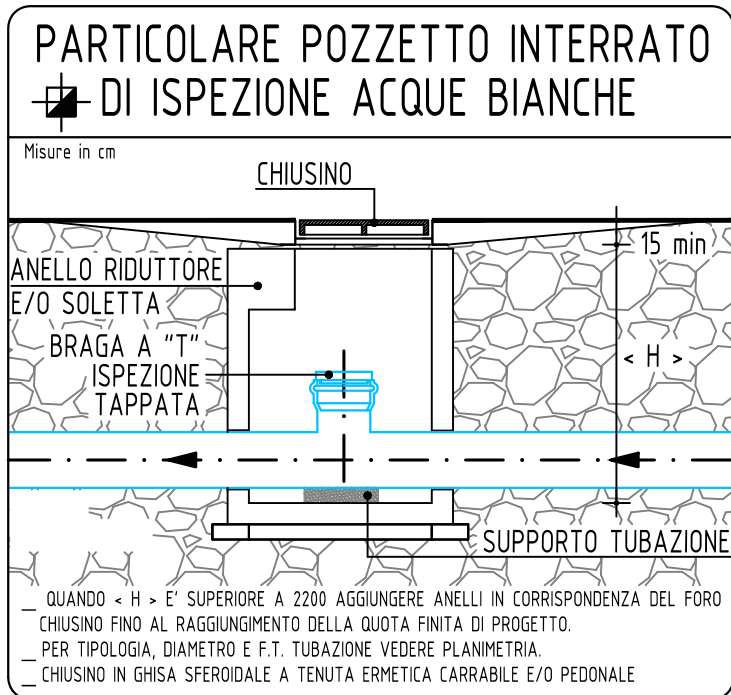 PARTICOLARE POZZETTO INTERRATO
DI ISPEZIONE ACQUE BIANCHE
Misure in cm
CHIUSINO
15 min
ANELLO RIDUTTORE
E/O SOLETTA
BRAGA A "T"
ISPEZIONE
TAPPATA
< H >
SUPPORTO TUBAZIONE
_ QUANDO < H > E' SUPERIORE A 2200 AGGIUNGERE ANELLI IN CORRISPONDENZA DEL FORO
CHIUSINO FINO AL RAGGIUNGIMENTO DELLA QUOTA FINITA DI PROGETTO.
_ PER TIPOLOGIA, DIAMETRO E F.T. TUBAZIONE VEDERE PLANIMETRIA.
_ CHIUSINO IN GHISA SFEROIDALE A TENUTA ERMETICA CARRABILE E/O PEDONALE